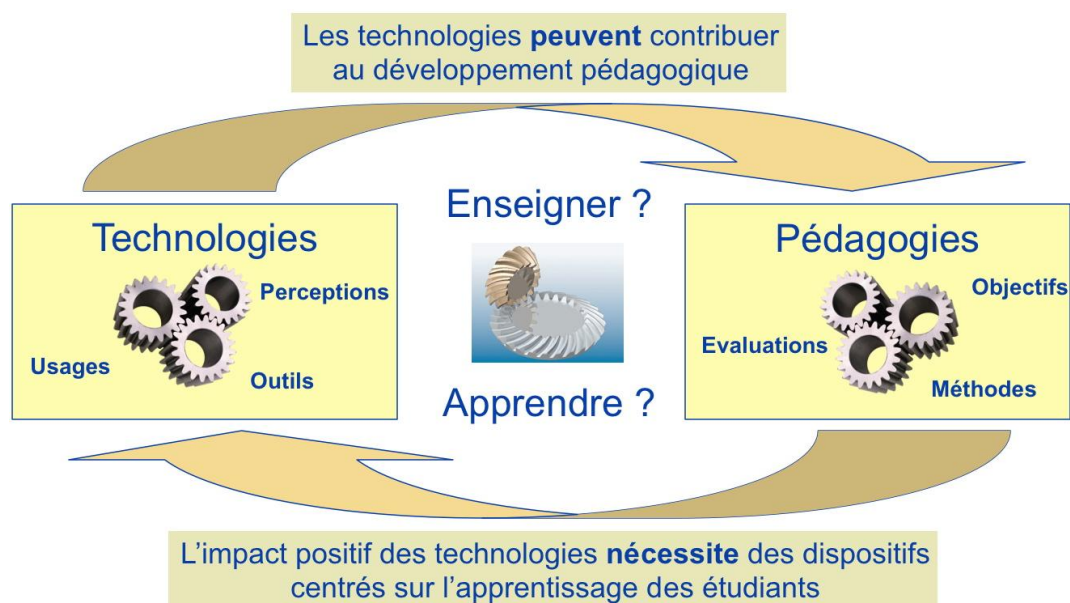 Les technologies peuvent contribuer
au développement pédagogique
Enseigner ?
Technologies
Perceptions
Usages
Outils
Pédagogies
Objectifs
Evaluations
Méthodes
Apprendre ?
L’impact positif des technologies nécessite des dispositifs
centrés sur l’apprentissage des étudiants